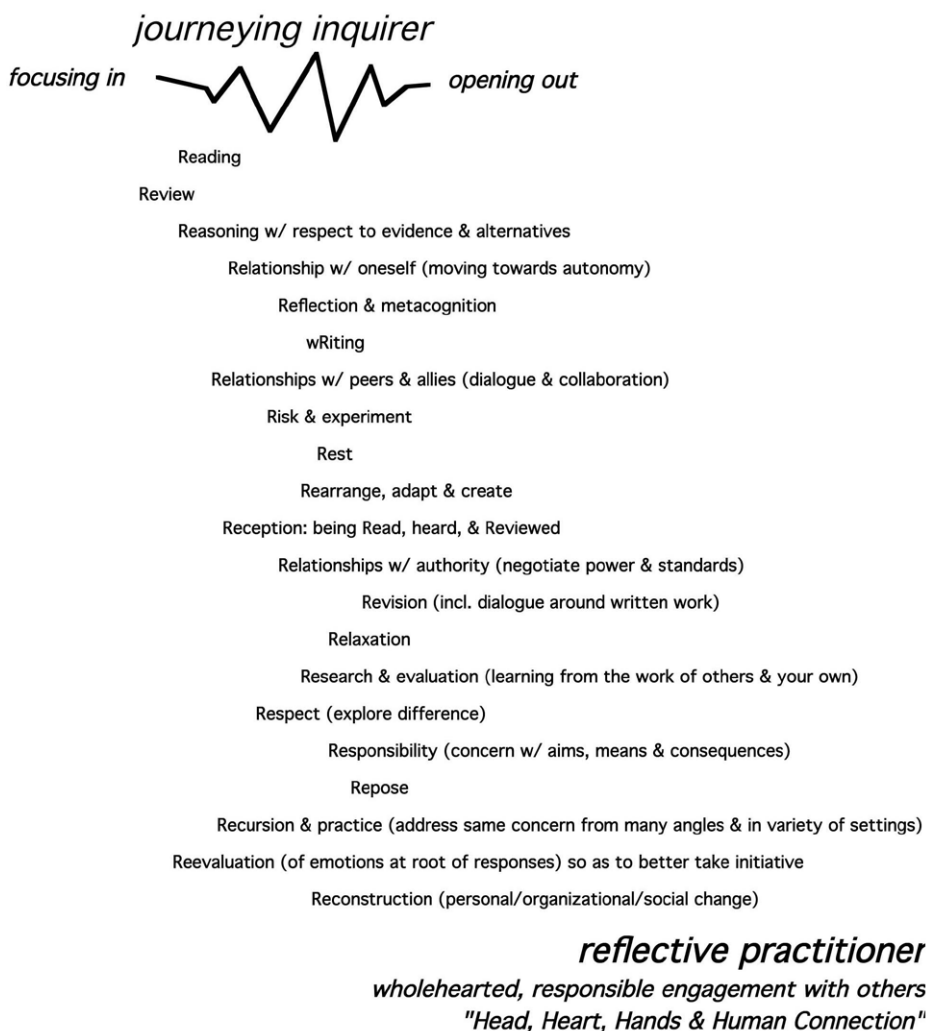 journeying inquirer
focusing in
opening out
Reading
Review
Reasoning w/ respect to evidence & alternatives
Relationship w/ oneself (moving towards autonomy)
Reflection & metacognition
wRiting
Relationships w/ peers & allies (dialogue & collaboration)
Risk & experiment
Rest
Rearrange, adapt & create
Reception: being Read, heard, & Reviewed
Relationships w/ authority (negotiate power & standards)
Revision (incl. dialogue around written work)
Relaxation
Research & evaluation (learning from the work of others & your own)
Respect (explore difference)
Responsibility (concern w/ aims, means & consequences)
Repose
Recursion & practice (address same concern from many angles & in variety of settings)
Reevaluation (of emotions at root of responses) so as to better take initiative
Reconstruction (personal/organizational/social change)
reflective practitioner
wholehearted, responsible engagement with others
"Head, Heart, Hands & Human Connection"